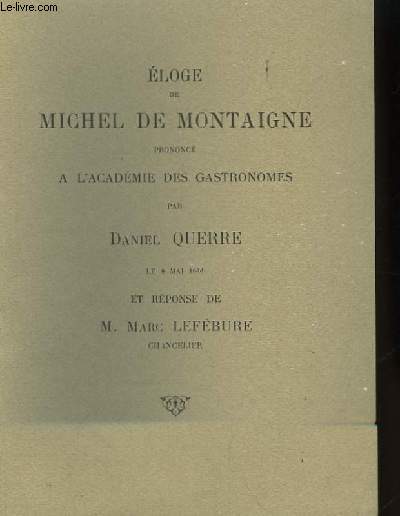 © Le-livre.com
ÉLOGE
DE
MICHEL DE MONTAIGNE
PRONONCÉ
A L'ACADÉMIE DES GASTRONOMES
PAR
DANIEL QUERRE
LE MAI
ET RÉPONSE DE
M. MARC LEFÉBURE
CHANCELIER